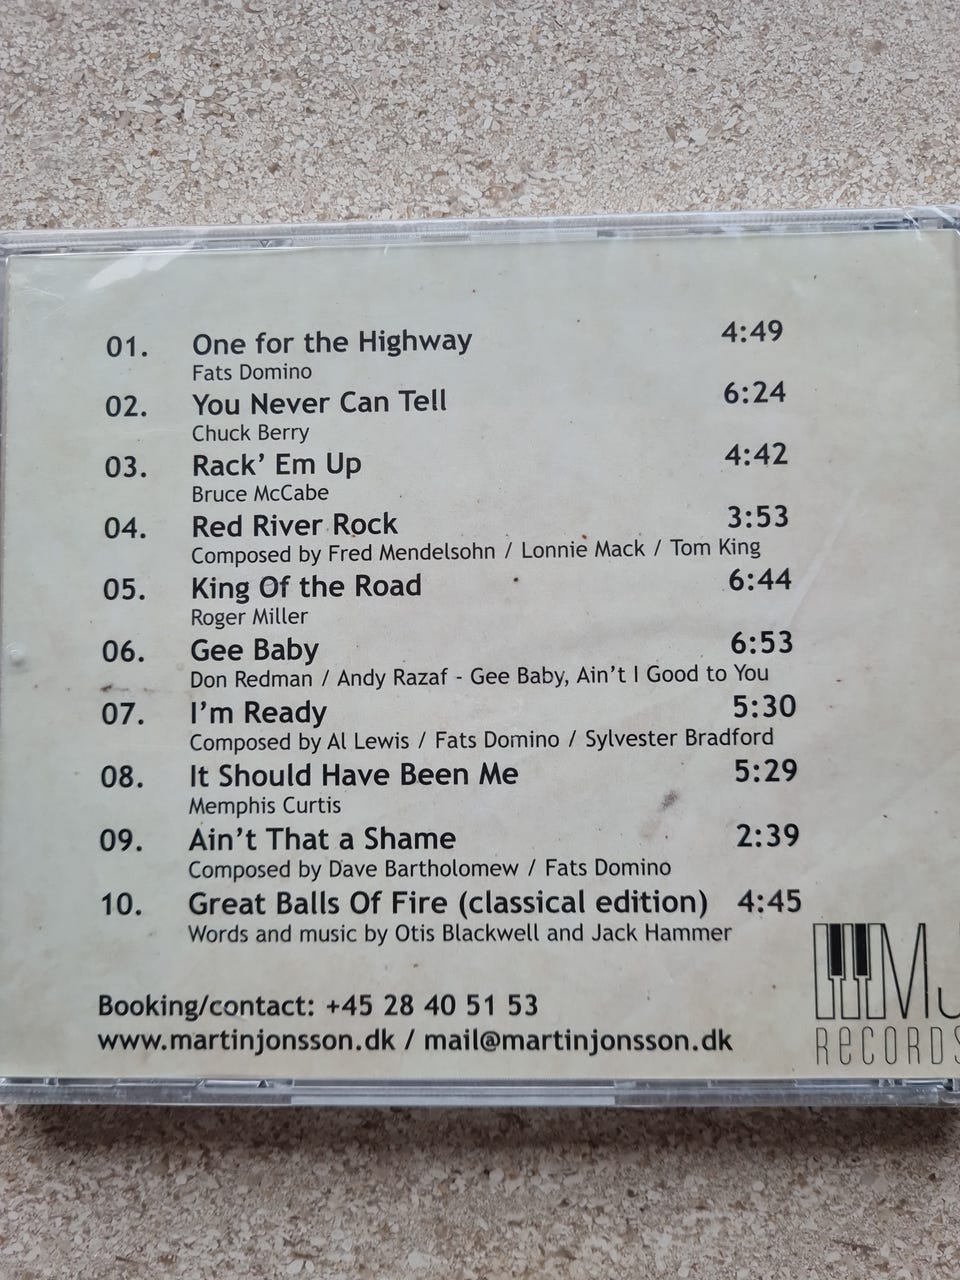 01. One for the Highway 4:49
Fats Domino
02. You Never Can Tell 6:24
Chuck Berry
03. Rack’ Em Up 4:42
Bruce McCabe
04. Red River Rock 3:53
Composed by Fred Mendelsohn / Lonnie Mack / Tom King
05. King Of the Road 6:44
Roger Miller
06. Gee Baby 6:53
Don Redman / Andy Razaf - Gee Baby, Ain’t I Good to You
07. I’m Ready 5:30
Composed by Al Lewis / Fats Domino / Sylvester Bradford
08. It Should Have Been Me 5:29
Memphis Curtis
09. Ain’t That a Shame 2:39
Composed by Dave Bartholomew / Fats Domino
10. Great Balls Of Fire (classical edition) 4:45
Words and music by Otis Blackwell and Jack Hammer
Booking/contact: +45 28 40 51 53
www.martinjonsson.dk / mail@martinjonsson.dk
MJ
RECORDS